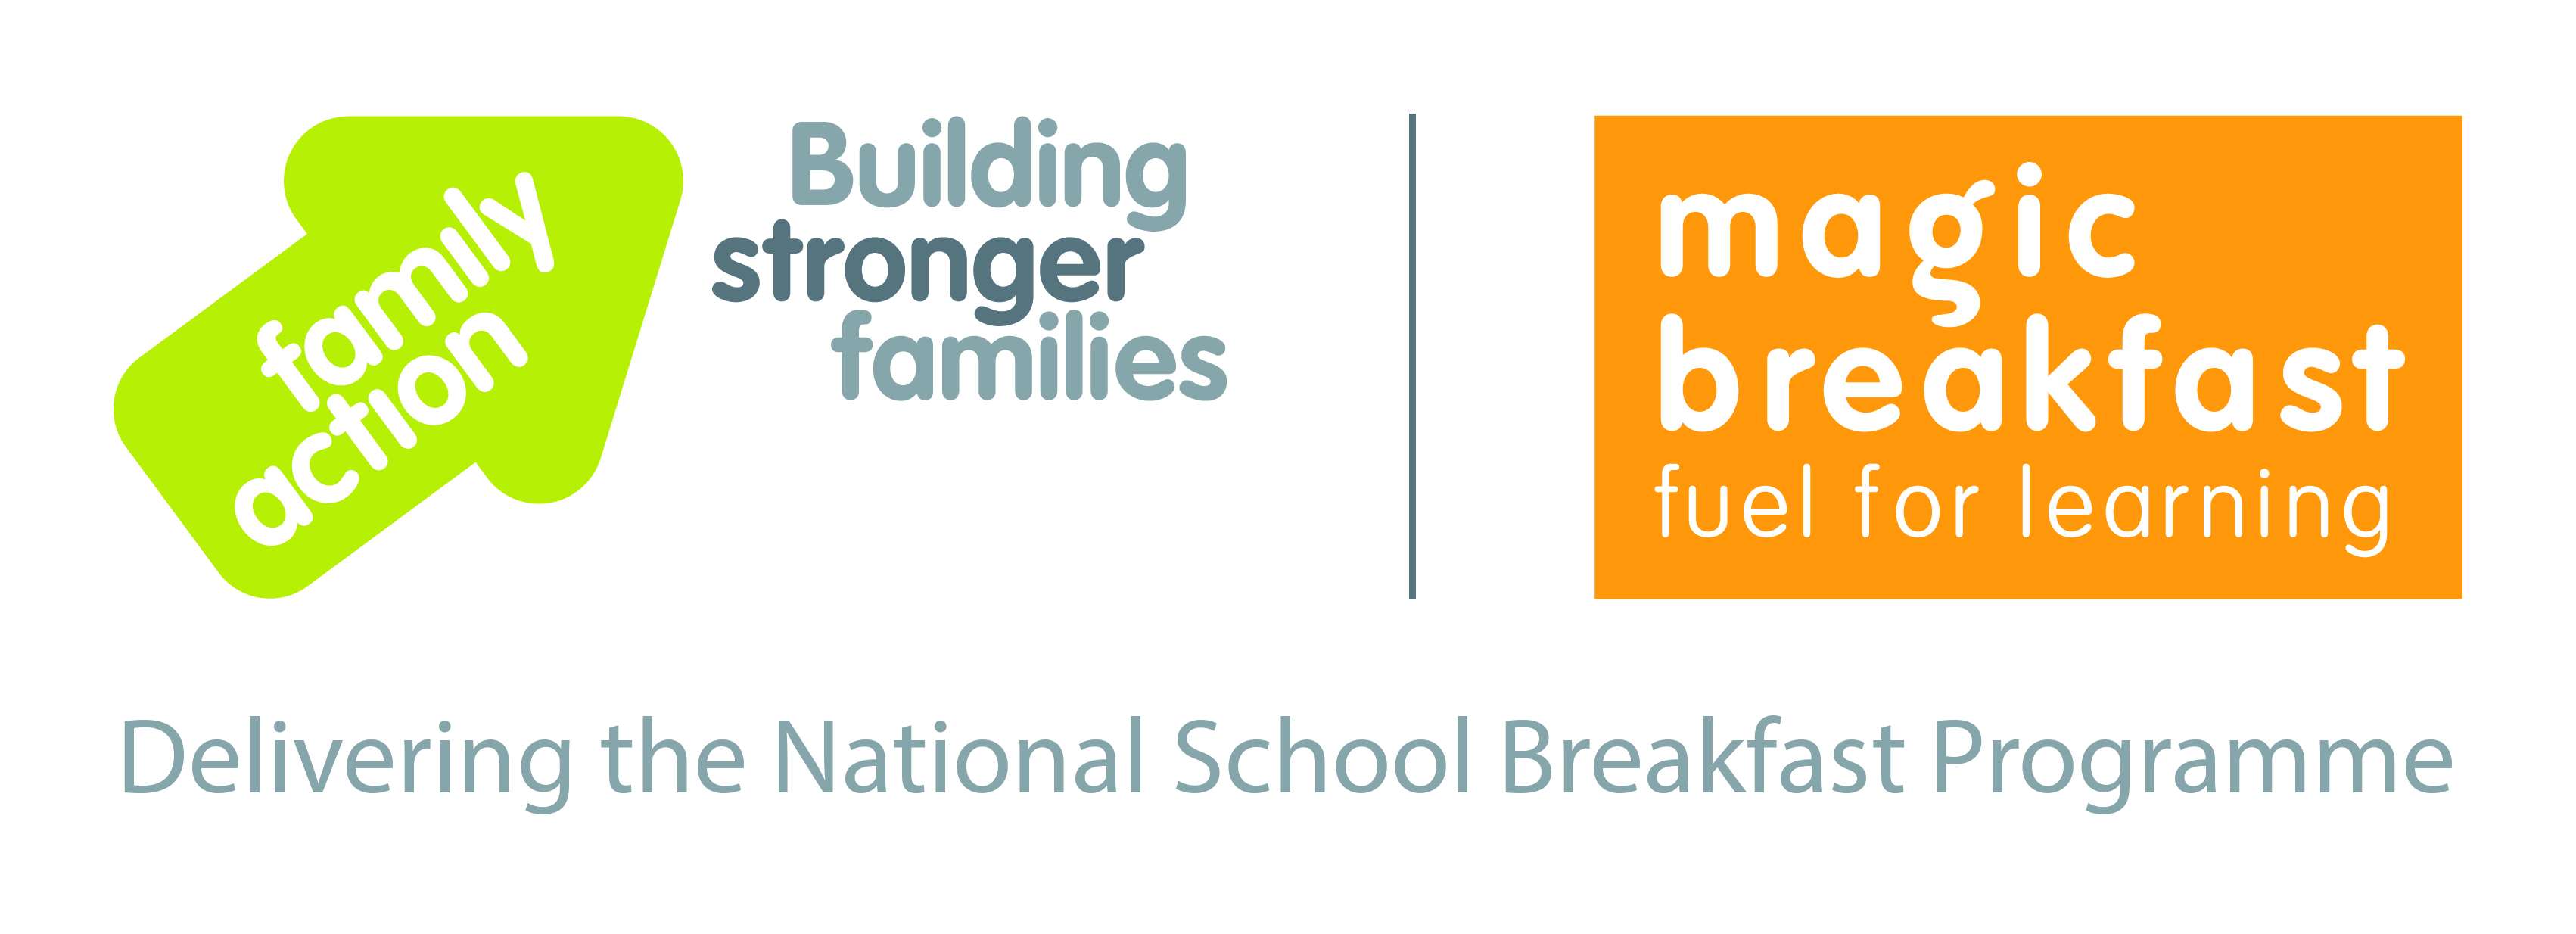 family
action
Building
stronger
families
magic
breakfast
fuel for learning
Delivering the National School Breakfast Programme